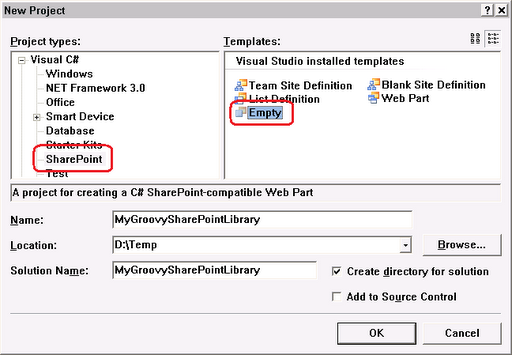 New Project
Project types:
Templates:
Visual C#
Windows
NET Framework 3.0
Office
Smart Device
Database
Starter Kits
SharePoint
Test
Visual Studio installed templates
Team Site Definition
Blank Site Definition
List Definition
Web Part
Empty
A project for creating a C# SharePoint-compatible Web Part
Name:
MyGroovySharePointLibrary
Location:
D:\Temp
Browse...
Solution Name:
MyGroovySharePointLibrary
Create directory for solution
Add to Source Control
OK
Cancel